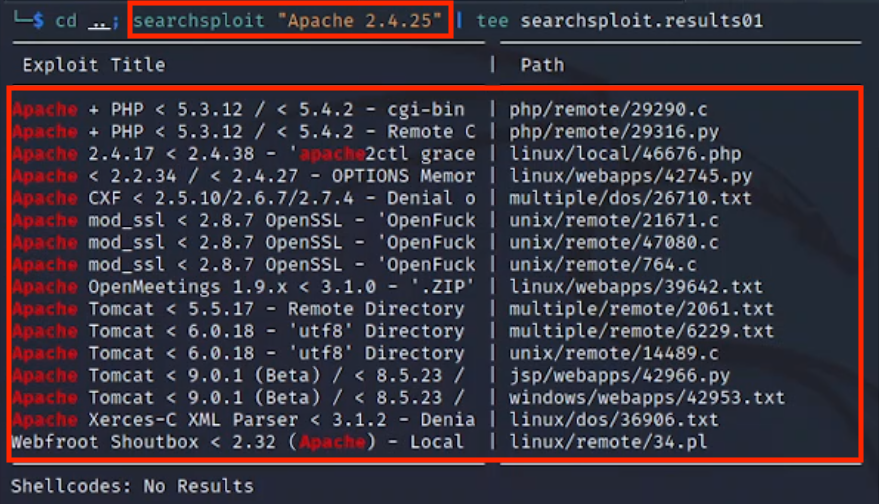 └─$ cd ..; searchsploit "Apache 2.4.25" | tee searchsploit.results01
Exploit Title | Path
Apache + PHP < 5.3.12 / < 5.4.2 - cgi-bin | php/remote/29290.c
Apache + PHP < 5.3.12 / < 5.4.2 - Remote C | php/remote/29316.py
Apache 2.4.17 < 2.4.38 - 'apache2ctl grace | linux/local/46676.php
Apache < 2.2.34 / < 2.4.27 - OPTIONS Memor | linux/webapps/42745.py
Apache CXF < 2.5.10/2.6.7/2.7.4 - Denial o | multiple/dos/26710.txt
Apache mod_ssl < 2.8.7 OpenSSL - 'OpenFuck | unix/remote/21671.c
Apache mod_ssl < 2.8.7 OpenSSL - 'OpenFuck | unix/remote/47080.c
Apache mod_ssl < 2.8.7 OpenSSL - 'OpenFuck | unix/remote/764.c
Apache OpenMeetings 1.9.x < 3.1.0 - '.ZIP' | linux/webapps/39642.txt
Apache Tomcat < 5.5.17 - Remote Directory | multiple/remote/2061.txt
Apache Tomcat < 6.0.18 - 'utf8' Directory | multiple/remote/6229.txt
Apache Tomcat < 6.0.18 - 'utf8' Directory | unix/remote/14489.c
Apache Tomcat < 9.0.1 (Beta) / < 8.5.23 / | jsp/webapps/42966.py
Apache Tomcat < 9.0.1 (Beta) / < 8.5.23 / | windows/webapps/42953.txt
Apache Xerces-C XML Parser < 3.1.2 - Denia | linux/dos/36906.txt
Webfroot Shoutbox < 2.32 (Apache) - Local | linux/remote/34.pl
Shellcodes: No Results